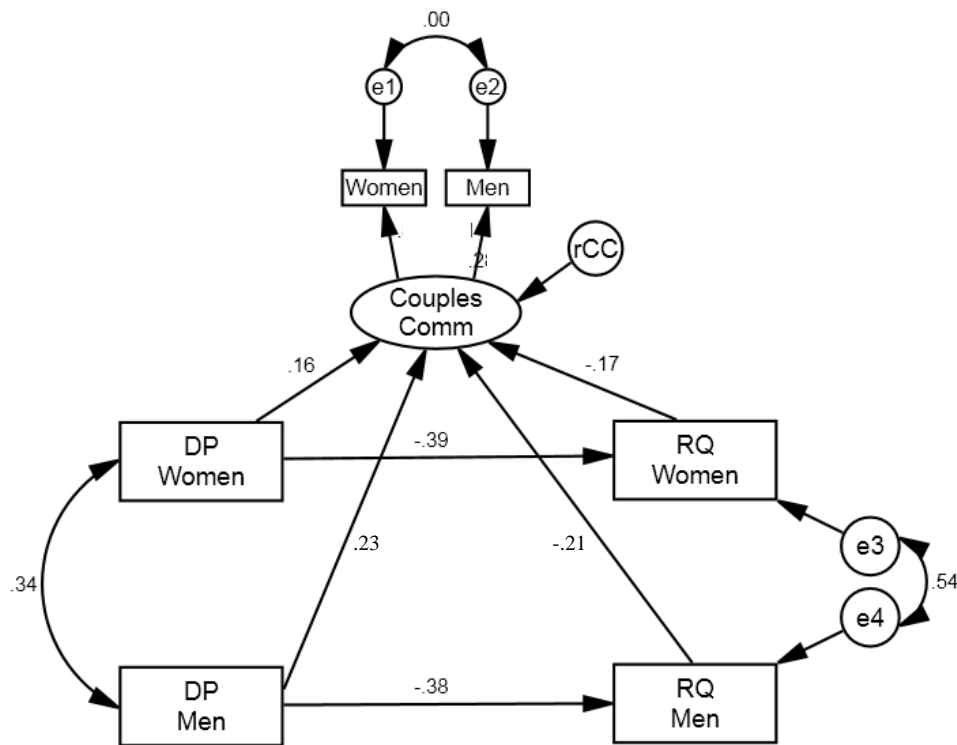 .00
e1
e2
Women
Men
rCC
Couples
Comm
.16
-.17
DP
Women
-.39
RQ
Women
.23
-.21
e3
.34
.54
e4
DP
Men
-.38
RQ
Men